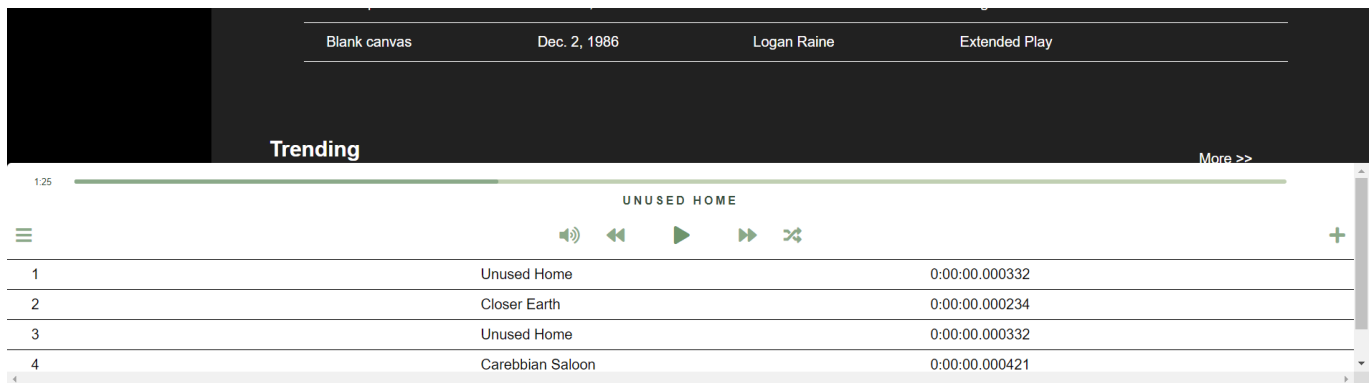 Blank canvas Dec. 2, 1986 Logan Raine Extended Play
Trending More >>
1:25
UNUSED HOME
1 Unused Home 0:00:00.000332
2 Closer Earth 0:00:00.000234
3 Unused Home 0:00:00.000332
4 Carebbian Saloon 0:00:00.000421